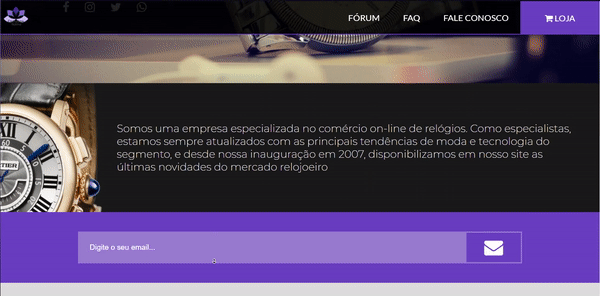 FÓRUM FAQ FALE CONOSCO LOJA
Somos uma empresa especializada no comércio on-line de relógios. Como especialistas,
estamos sempre atualizados com as principais tendências de moda e tecnologia do
segmento, e desde nossa inauguração em 2007, disponibilizamos em nosso site as
últimas novidades do mercado relojoeiro
Digite o seu email...